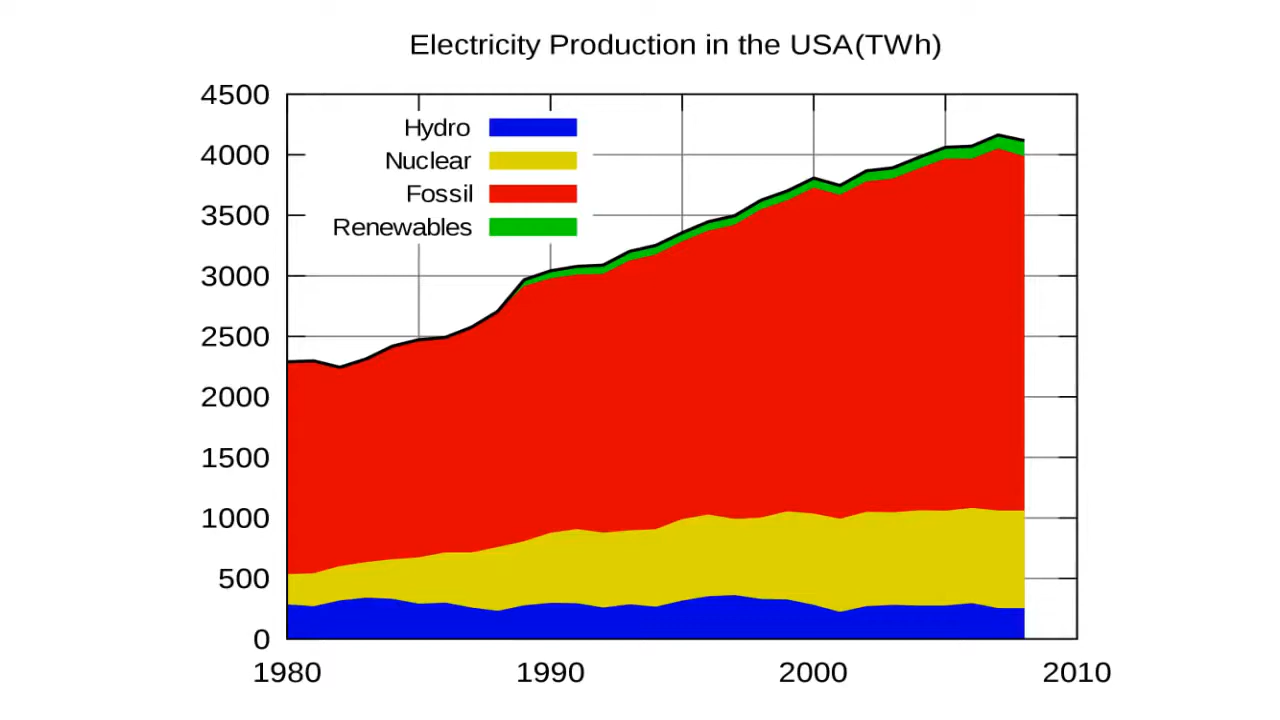 Electricity Production in the USA(TWh)
4500
4000
3500
3000
2500
2000
1500
1000
500
0
Hydro
Nuclear
Fossil
Renewables
1980 1990 2000 2010